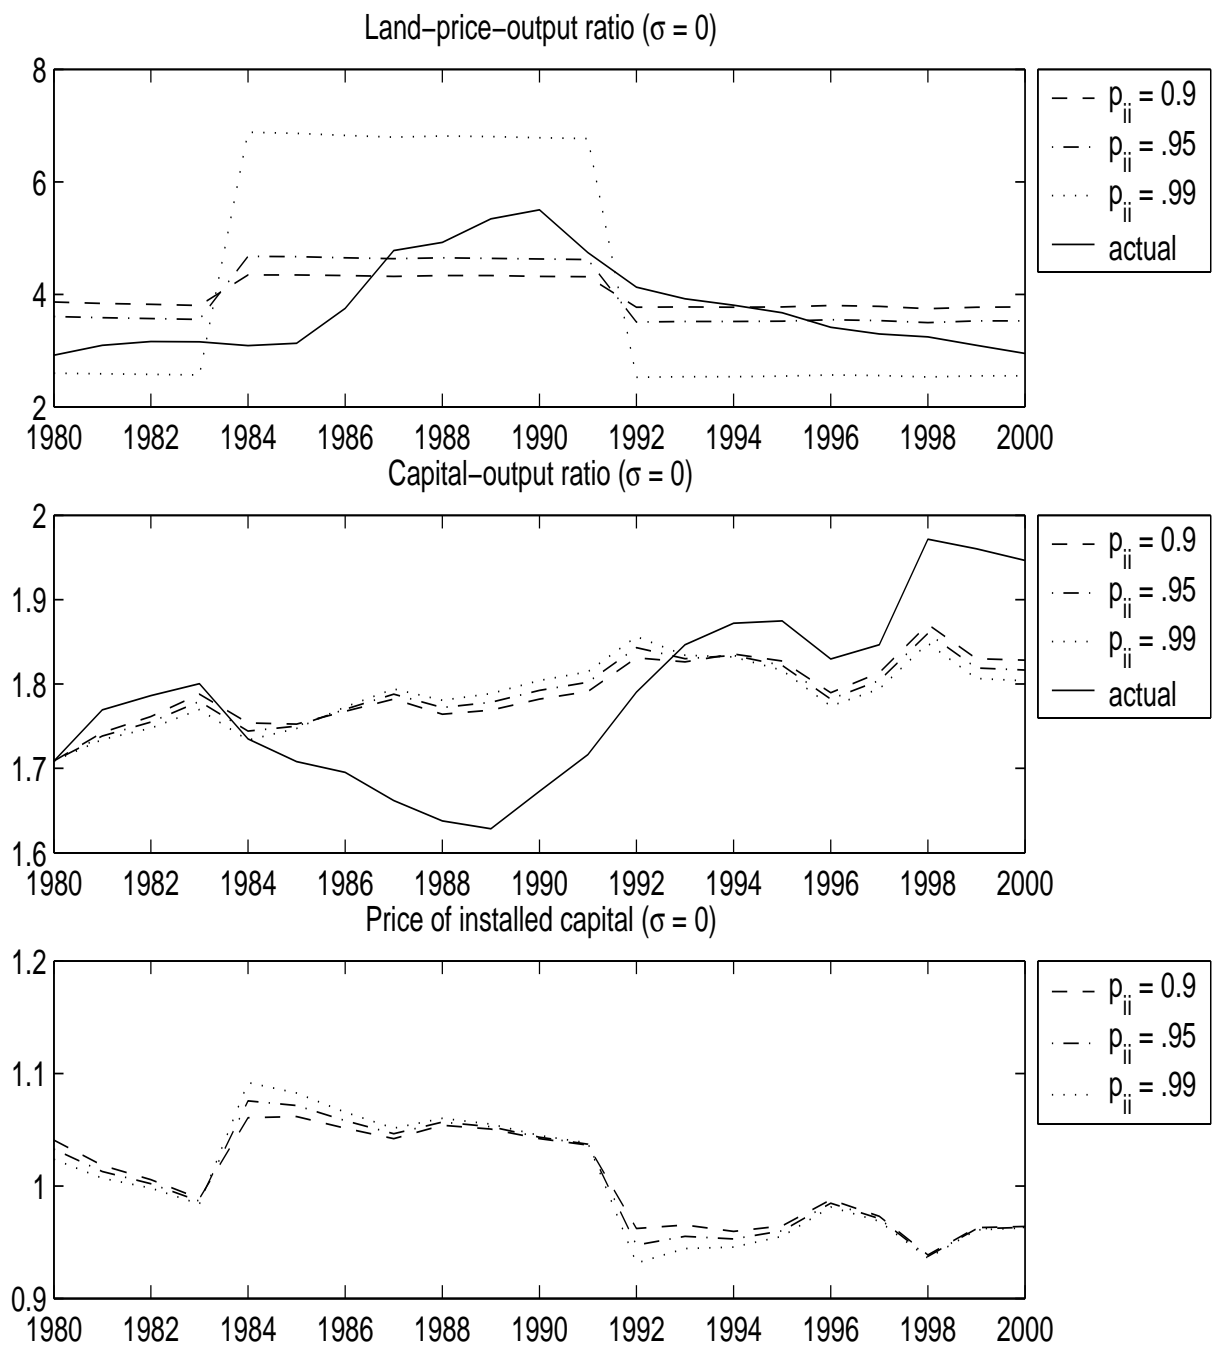 Land−price−output ratio (σ = 0)
8
6
4
2
1980 1982 1984 1986 1988 1990 1992 1994 1996 1998 2000
p_ii = 0.9
p_ii = .95
p_ii = .99
actual
Capital−output ratio (σ = 0)
2
1.9
1.8
1.7
1.6
1980 1982 1984 1986 1988 1990 1992 1994 1996 1998 2000
p_ii = 0.9
p_ii = .95
p_ii = .99
actual
Price of installed capital (σ = 0)
1.2
1.1
1
0.9
1980 1982 1984 1986 1988 1990 1992 1994 1996 1998 2000
p_ii = 0.9
p_ii = .95
p_ii = .99